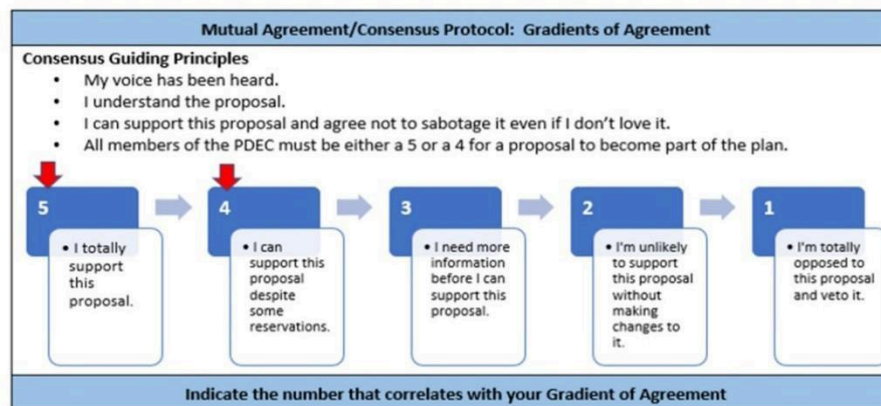 Mutual Agreement/Consensus Protocol: Gradients of Agreement
Consensus Guiding Principles
• My voice has been heard.
• I understand the proposal.
• I can support this proposal and agree not to sabotage it even if I don't love it.
• All members of the PDEC must be either a 5 or a 4 for a proposal to become part of the plan.
5
• I totally
support
this
proposal.
4
• I can
support this
proposal
despite
some
reservations.
3
• I need more
information
before I can
support this
proposal.
2
• I'm unlikely
to support
this proposal
without
making
changes to
it.
1
• I'm totally
opposed to
this proposal
and veto it.
Indicate the number that correlates with your Gradient of Agreement